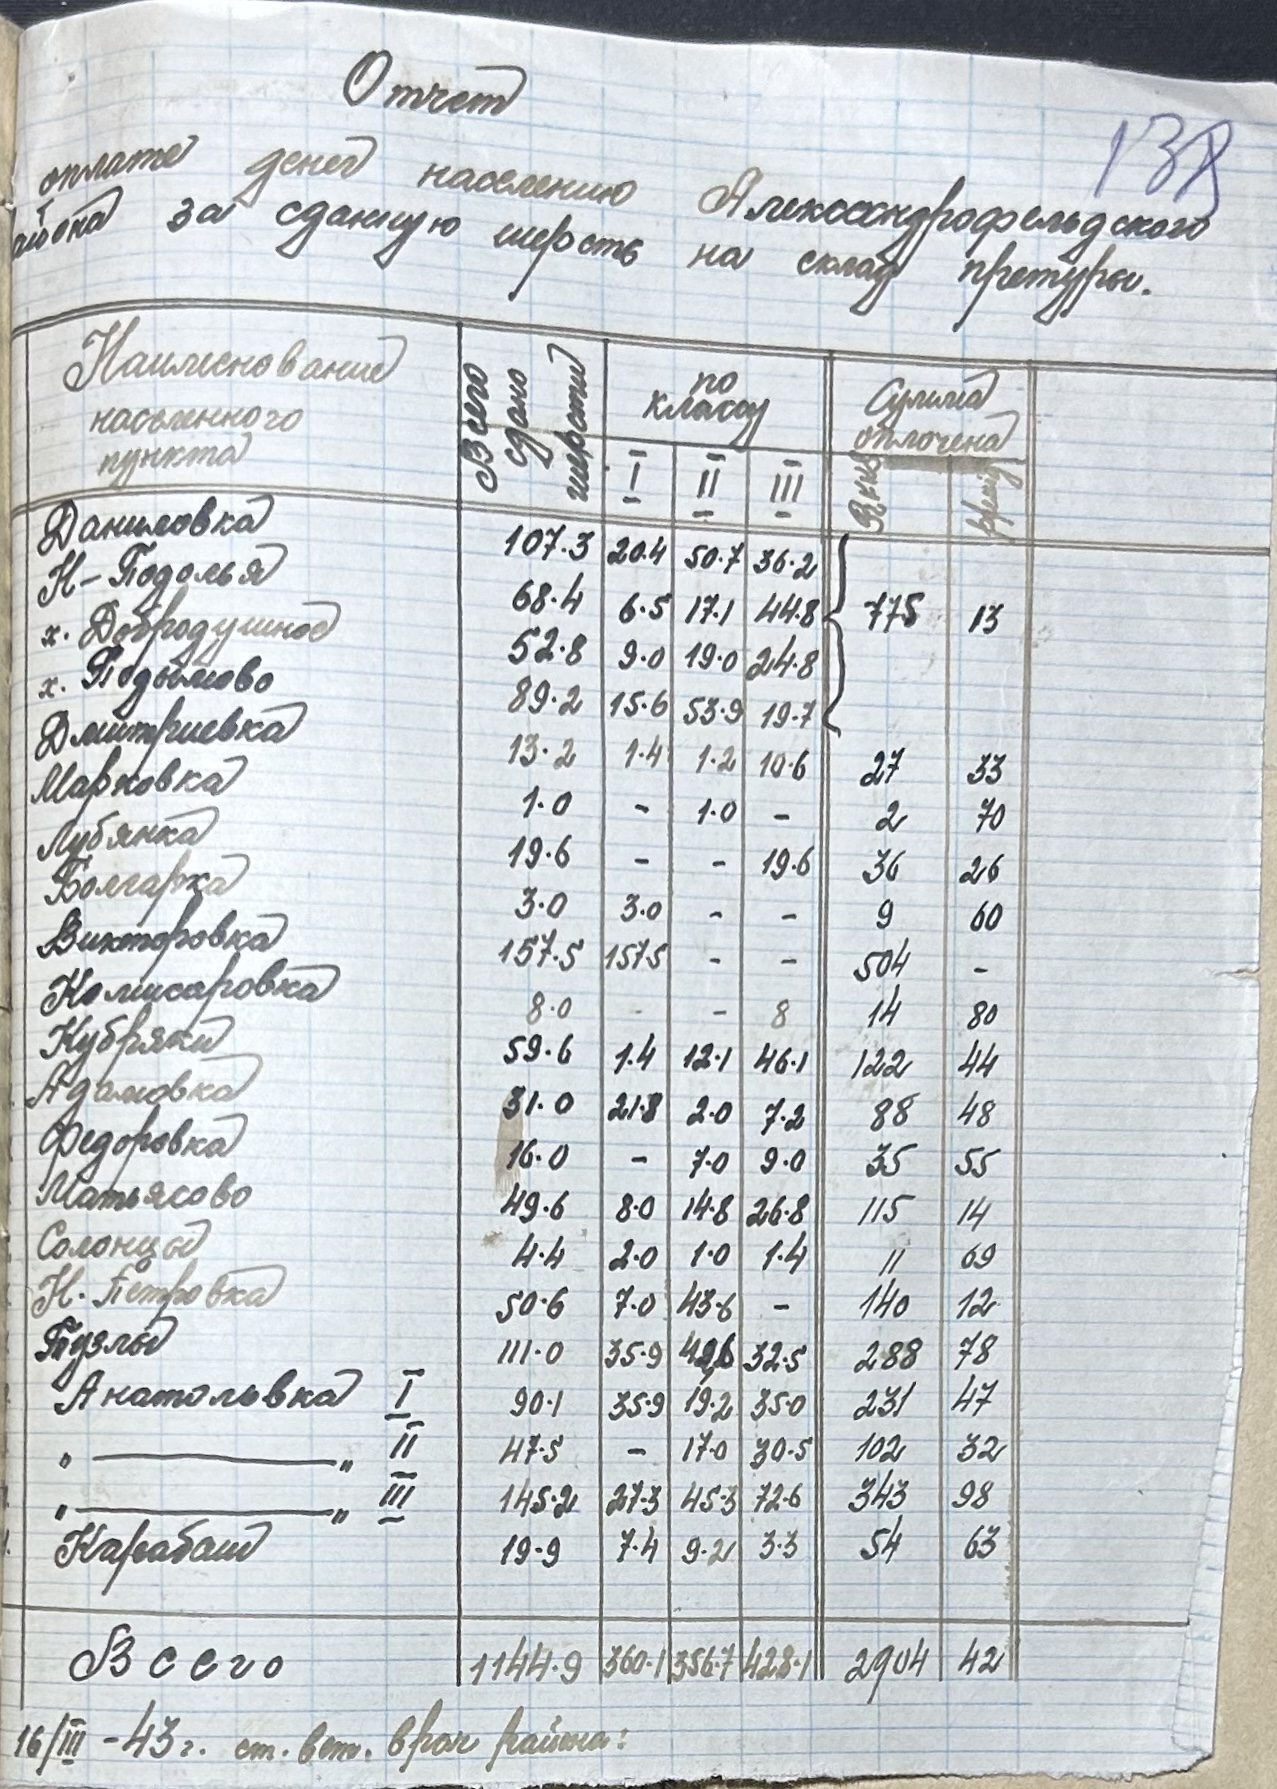 Отчет
138
оплате денег населению Александрофельдского
района за сданную шерсть на склад претуры.
Наименование населенного пункта | Всего сдано шерсти | по классу I II III | Сумма оплочена
Даниловка 107.3 20.4 50.7 36.2
Н-Подолья 68.4 6.5 17.1 44.8 775 13
х. Добродушное 52.8 9.0 19.0 24.8
х. Подымово 89.2 15.6 53.9 19.7
Дмитриевка 13.2 1.4 1.2 10.6 27 33
Марковка 1.0 - 1.0 - 2 70
Лубянка 19.6 - - 19.6 36 26
Болгарка 3.0 3.0 - - 9 60
Викторовка 157.5 157.5 - - 504 -
Комисаровка 8.0 - - 8 14 80
Кубряки 59.6 1.4 12.1 46.1 122 44
Адамовка 31.0 21.8 2.0 7.2 88 48
Федоровка 16.0 - 7.0 9.0 35 55
Матьясово 49.6 8.0 14.8 26.8 115 14
Солонцы 4.4 2.0 1.0 1.4 11 69
Н. Петровка 50.6 7.0 43.6 - 140 12
Тузлы 111.0 35.9 42.6 32.5 288 78
Анатольвка I 90.1 35.9 19.2 35.0 231 47
„ — „ II 47.5 - 17.0 30.5 102 32
„ — „ III 145.2 27.3 45.3 72.6 343 98
Карабаш 19.9 7.4 9.2 3.3 54 63
Всего 1144.9 360.1 356.7 428.1 2904 42
16/III - 43 г. ст. вет. врач района: